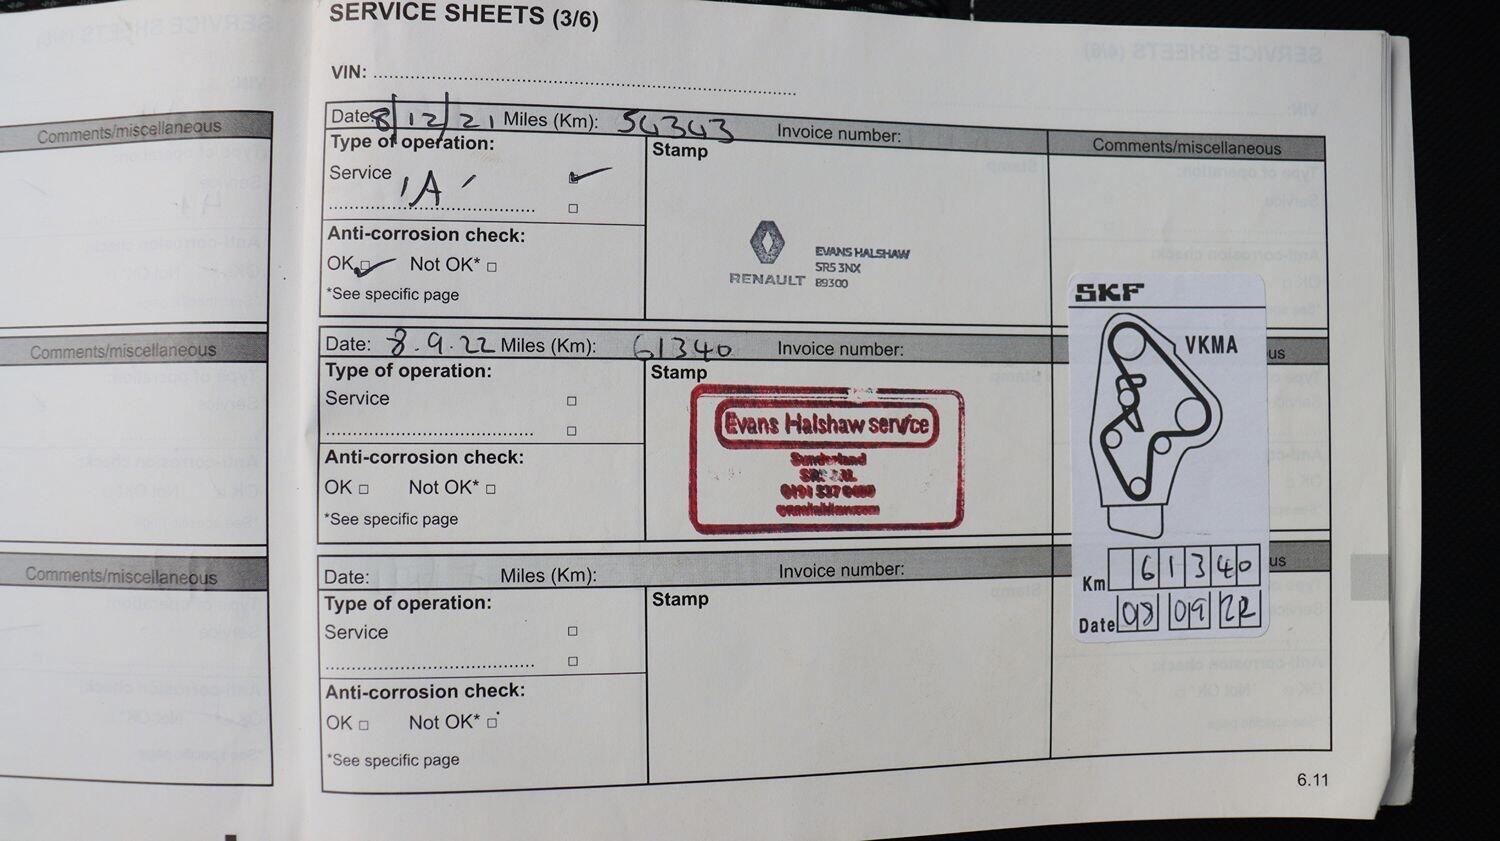 SERVICE SHEETS (3/6)
VIN:
Comments/miscellaneous
Date: 8/12/21 Miles (Km): 54343 Invoice number: Comments/miscellaneous
Type of operation: Stamp
Service
'A'
Anti-corrosion check:
OK Not OK*
*See specific page
RENAULT
EVANS HALSHAW
SR5 3NX
89300
Comments/miscellaneous
Date: 8.9.22 Miles (Km): 61340 Invoice number: us
Type of operation: Stamp
Service
Anti-corrosion check:
OK Not OK*
*See specific page
Evans Halshaw service
Sunderland
SKF
VKMA
Km 61340
Date 08 09 22
Comments/miscellaneous
Date: Miles (Km): Invoice number: us
Type of operation: Stamp
Service
Anti-corrosion check:
OK Not OK*
*See specific page
6.11